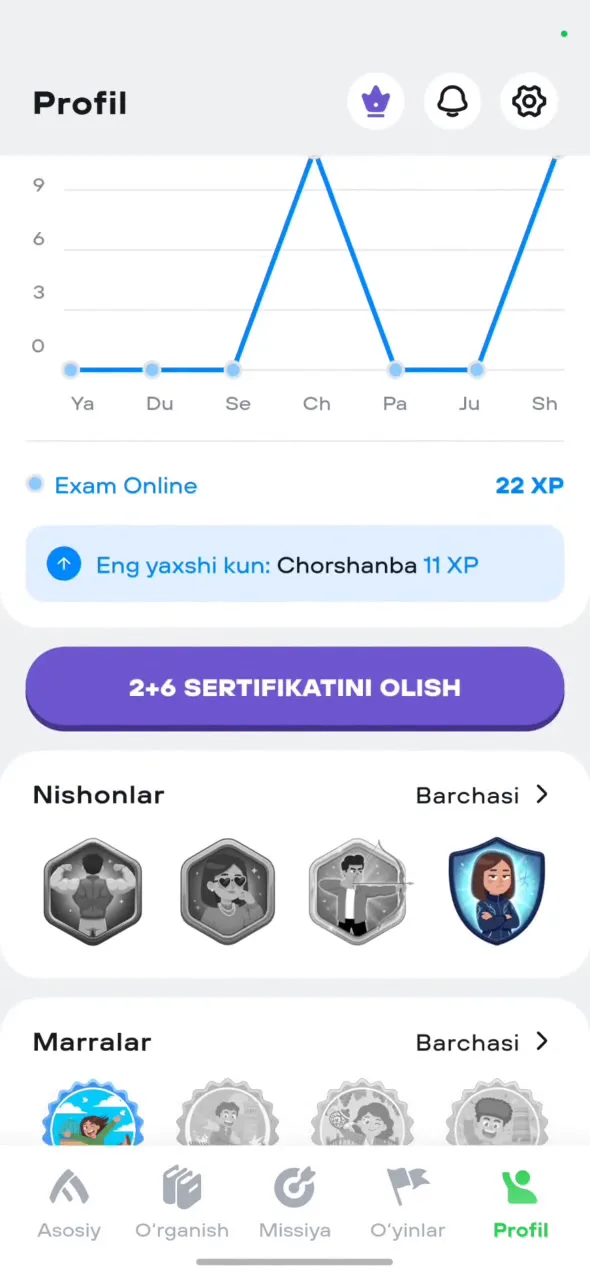 Profil
9
6
3
0
Ya Du Se Ch Pa Ju Sh
Exam Online 22 XP
Eng yaxshi kun: Chorshanba 11 XP
2+6 SERTIFIKATINI OLISH
Nishonlar Barchasi
Marralar Barchasi
Asosiy O'rganish Missiya O'yinlar Profil